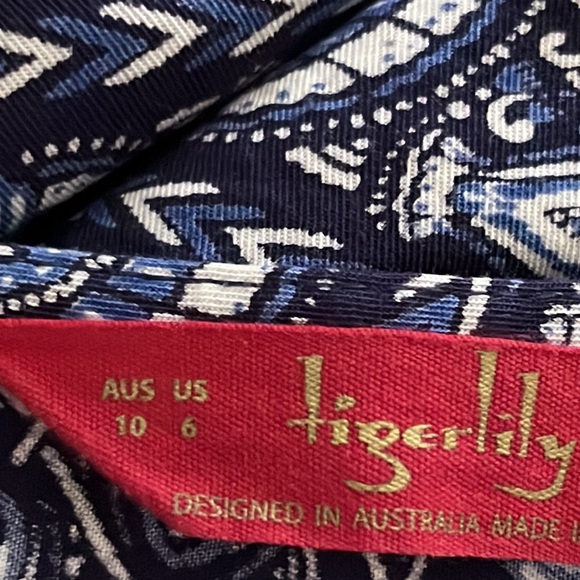 AUS US
10 6
tigerlily
DESIGNED IN AUSTRALIA MADE